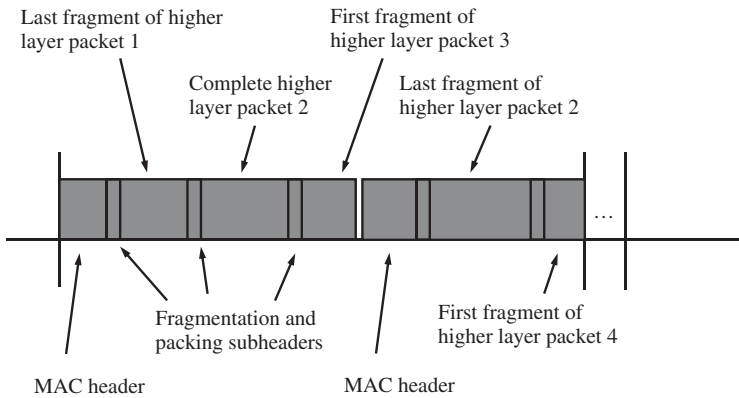 Last fragment of higher
layer packet 1
First fragment of
higher layer packet 3
Complete higher
layer packet 2
Last fragment of
higher layer packet 2
...
Fragmentation and
packing subheaders
First fragment of
higher layer packet 4
MAC header
MAC header